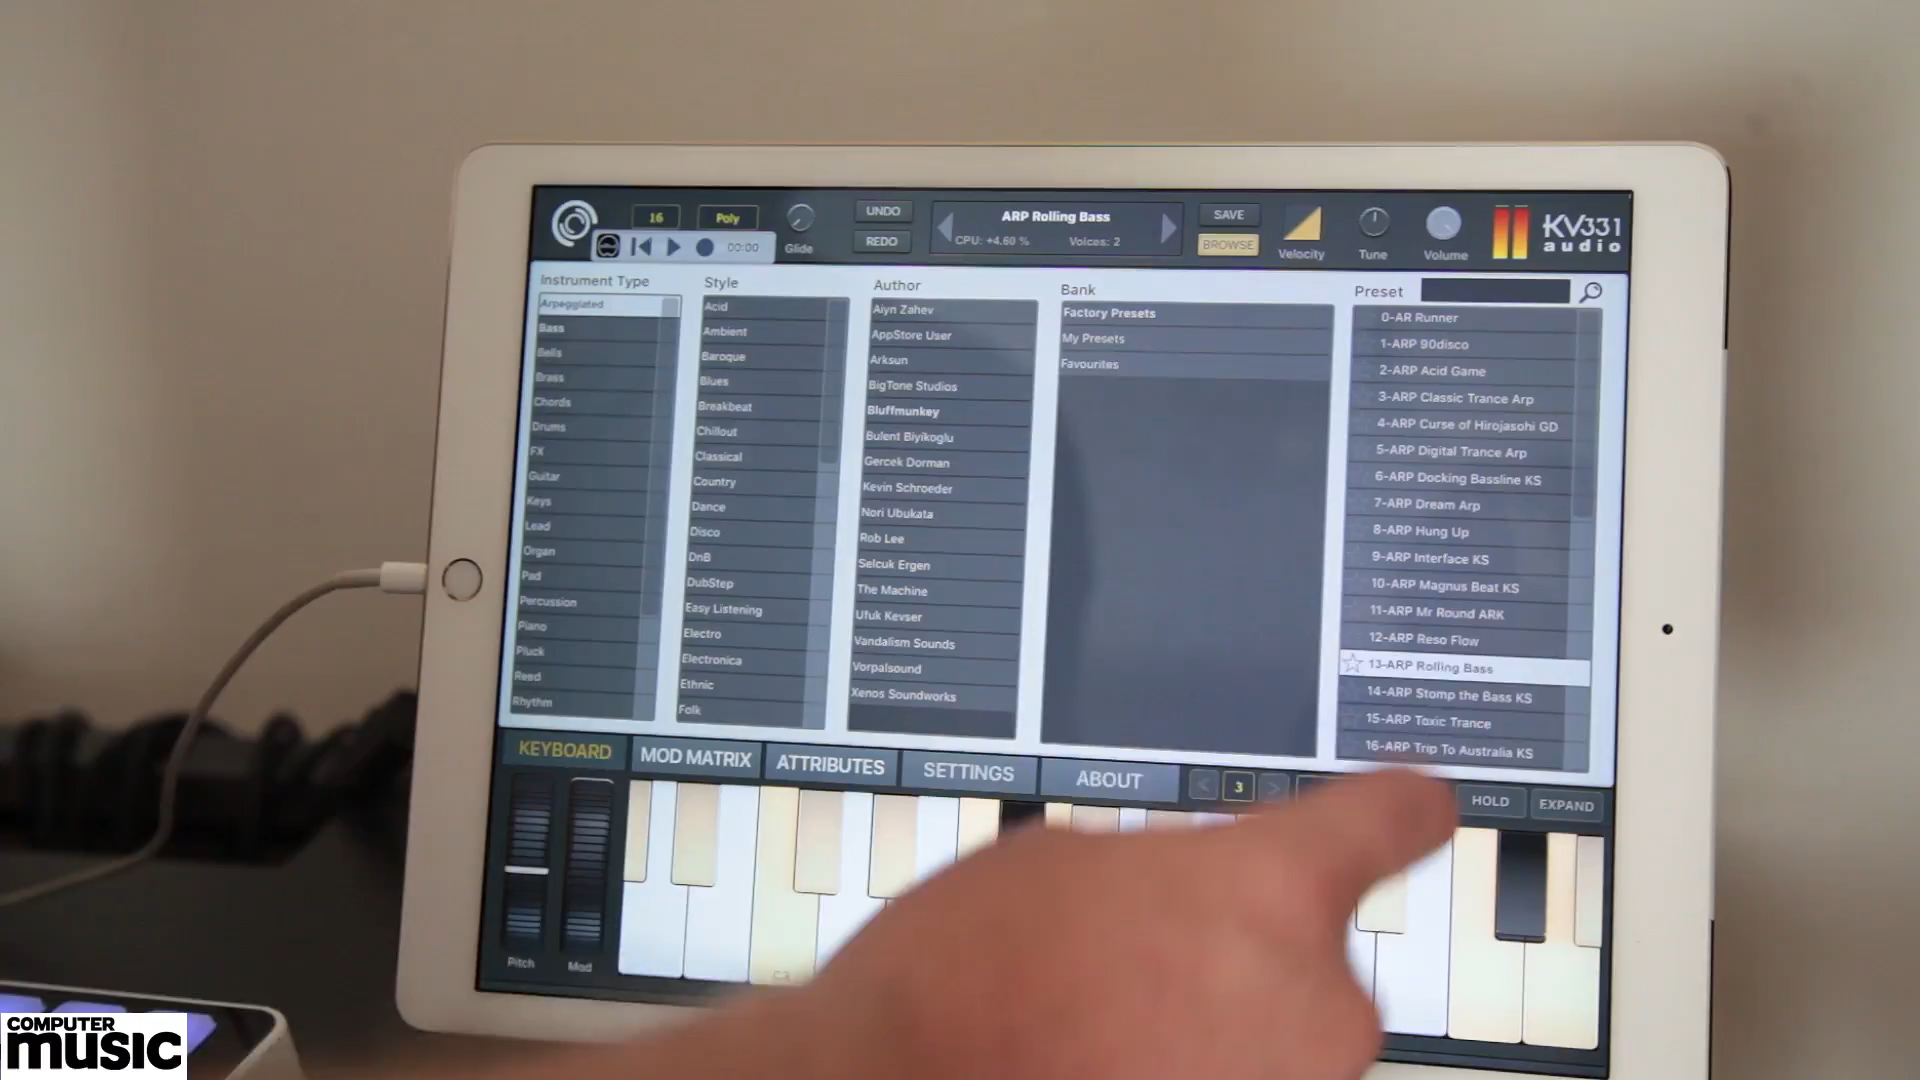 16
Poly
00:00
Glide
UNDO
REDO
ARP Rolling Bass
CPU: +4.60 %
Voices: 2
SAVE
BROWSE
Velocity
Tune
Volume
KV331
audio
Instrument Type
Arpeggiated
Bass
Bells
Brass
Chords
Drums
FX
Guitar
Keys
Lead
Organ
Pad
Percussion
Piano
Pluck
Reed
Rhythm
Style
Acid
Ambient
Baroque
Blues
Breakbeat
Chillout
Classical
Country
Dance
Disco
DnB
DubStep
Easy Listening
Electro
Electronica
Ethnic
Folk
Author
Aiyn Zahev
AppStore User
Arksun
BigTone Studios
Bluffmunkey
Bulent Biyikoglu
Gercek Dorman
Kevin Schroeder
Nori Ubukata
Rob Lee
Selcuk Ergen
The Machine
Ufuk Kevser
Vandalism Sounds
Vorpalsound
Xenos Soundworks
Bank
Factory Presets
My Presets
Favourites
Preset
0-AR Runner
1-ARP 90disco
2-ARP Acid Game
3-ARP Classic Trance Arp
4-ARP Curse of Hirojasohi GD
5-ARP Digital Trance Arp
6-ARP Docking Bassline KS
7-ARP Dream Arp
8-ARP Hung Up
9-ARP Interface KS
10-ARP Magnus Beat KS
11-ARP Mr Round ARK
12-ARP Reso Flow
13-ARP Rolling Bass
14-ARP Stomp the Bass KS
15-ARP Toxic Trance
16-ARP Trip To Australia KS
KEYBOARD
MOD MATRIX
ATTRIBUTES
SETTINGS
ABOUT
<
3
>
HOLD
EXPAND
Pitch
Mod
C3
COMPUTER
music